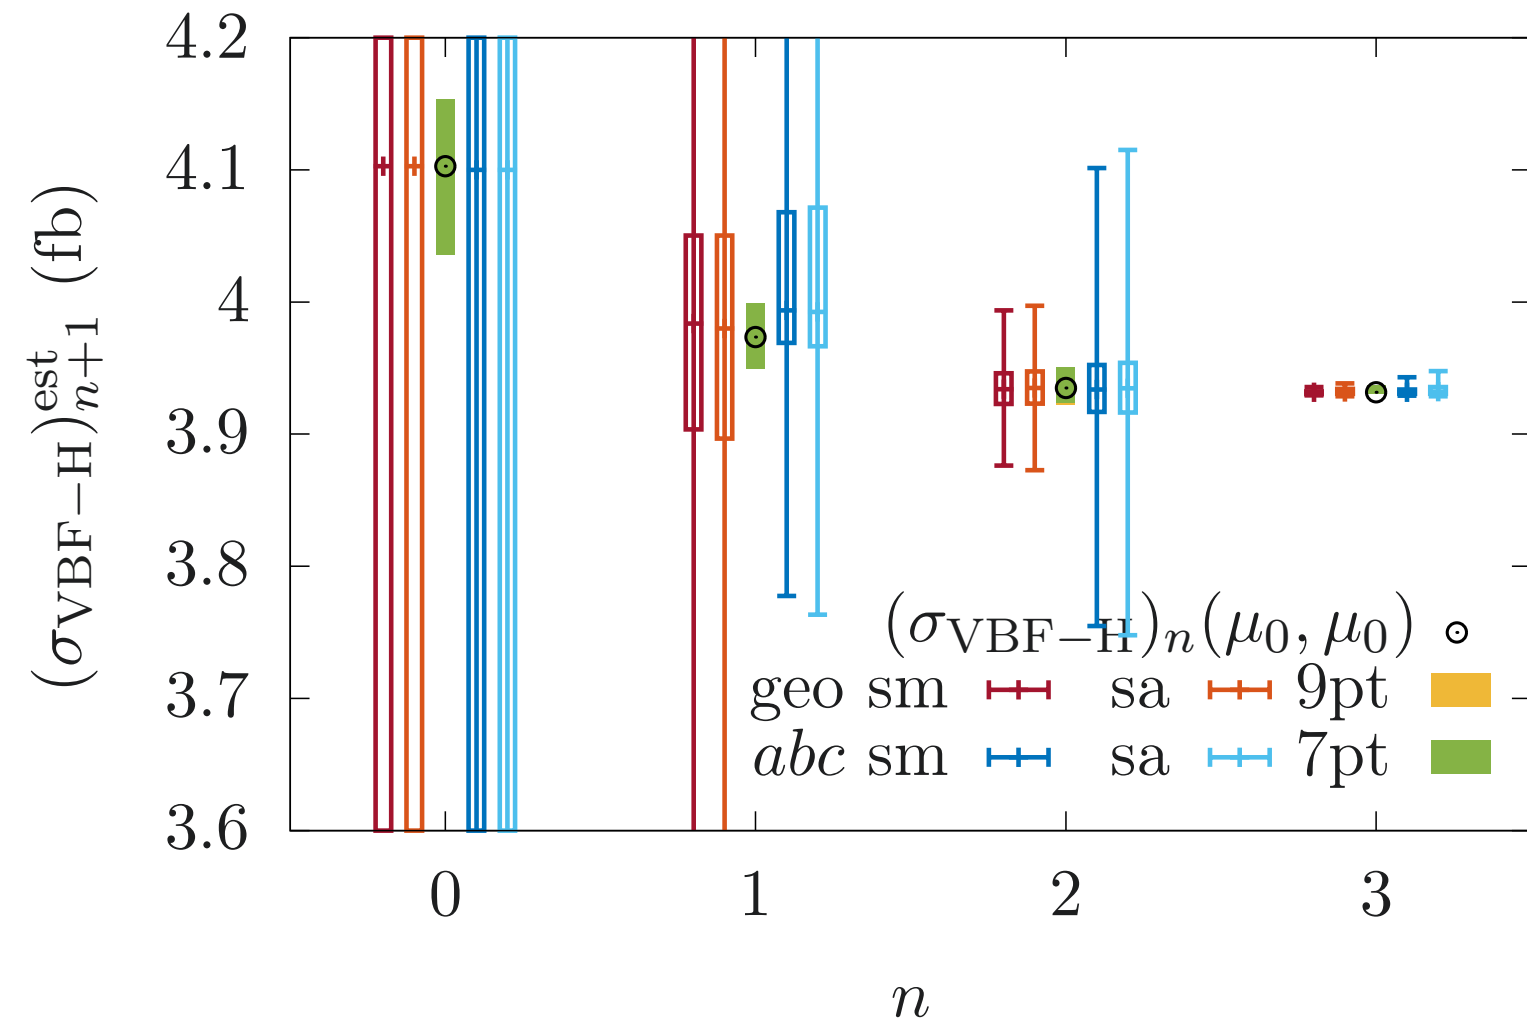 4.2
4.1
4
3.9
3.8
3.7
3.6
(σVBF−H)n+1^est (fb)
(σVBF−H)n(μ0, μ0)
geo sm sa 9pt
abc sm sa 7pt
0 1 2 3
n